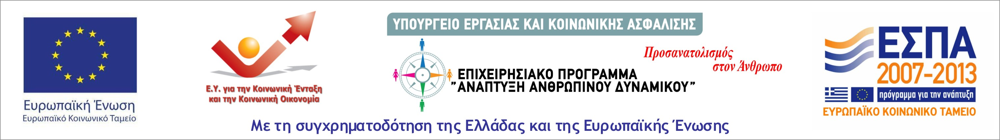 Ευρωπαϊκή Ένωση
Ευρωπαϊκό Κοινωνικό Ταμείο
Ε.Υ. για την Κοινωνική Ένταξη
και την Κοινωνική Οικονομία
ΥΠΟΥΡΓΕΙΟ ΕΡΓΑΣΙΑΣ ΚΑΙ ΚΟΙΝΩΝΙΚΗΣ ΑΣΦΑΛΙΣΗΣ
Προσανατολισμός
στον Άνθρωπο
ΕΠΙΧΕΙΡΗΣΙΑΚΟ ΠΡΟΓΡΑΜΜΑ
"ΑΝΑΠΤΥΞΗ ΑΝΘΡΩΠΙΝΟΥ ΔΥΝΑΜΙΚΟΥ"
ΕΣΠΑ
2007-2013
πρόγραμμα για την ανάπτυξη
ΕΥΡΩΠΑΪΚΟ ΚΟΙΝΩΝΙΚΟ ΤΑΜΕΙΟ
Με τη συγχρηματοδότηση της Ελλάδας και της Ευρωπαϊκής Ένωσης